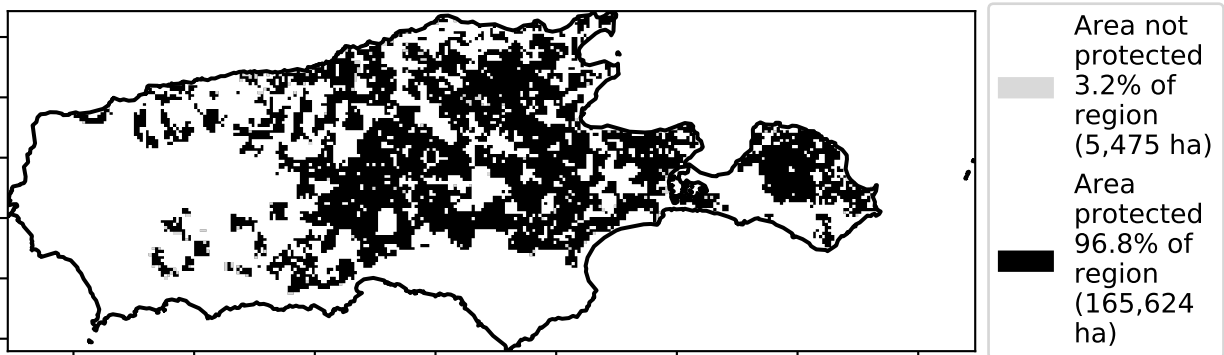 Area not
protected
3.2% of
region
(5,475 ha)
Area
protected
96.8% of
region
(165,624
ha)